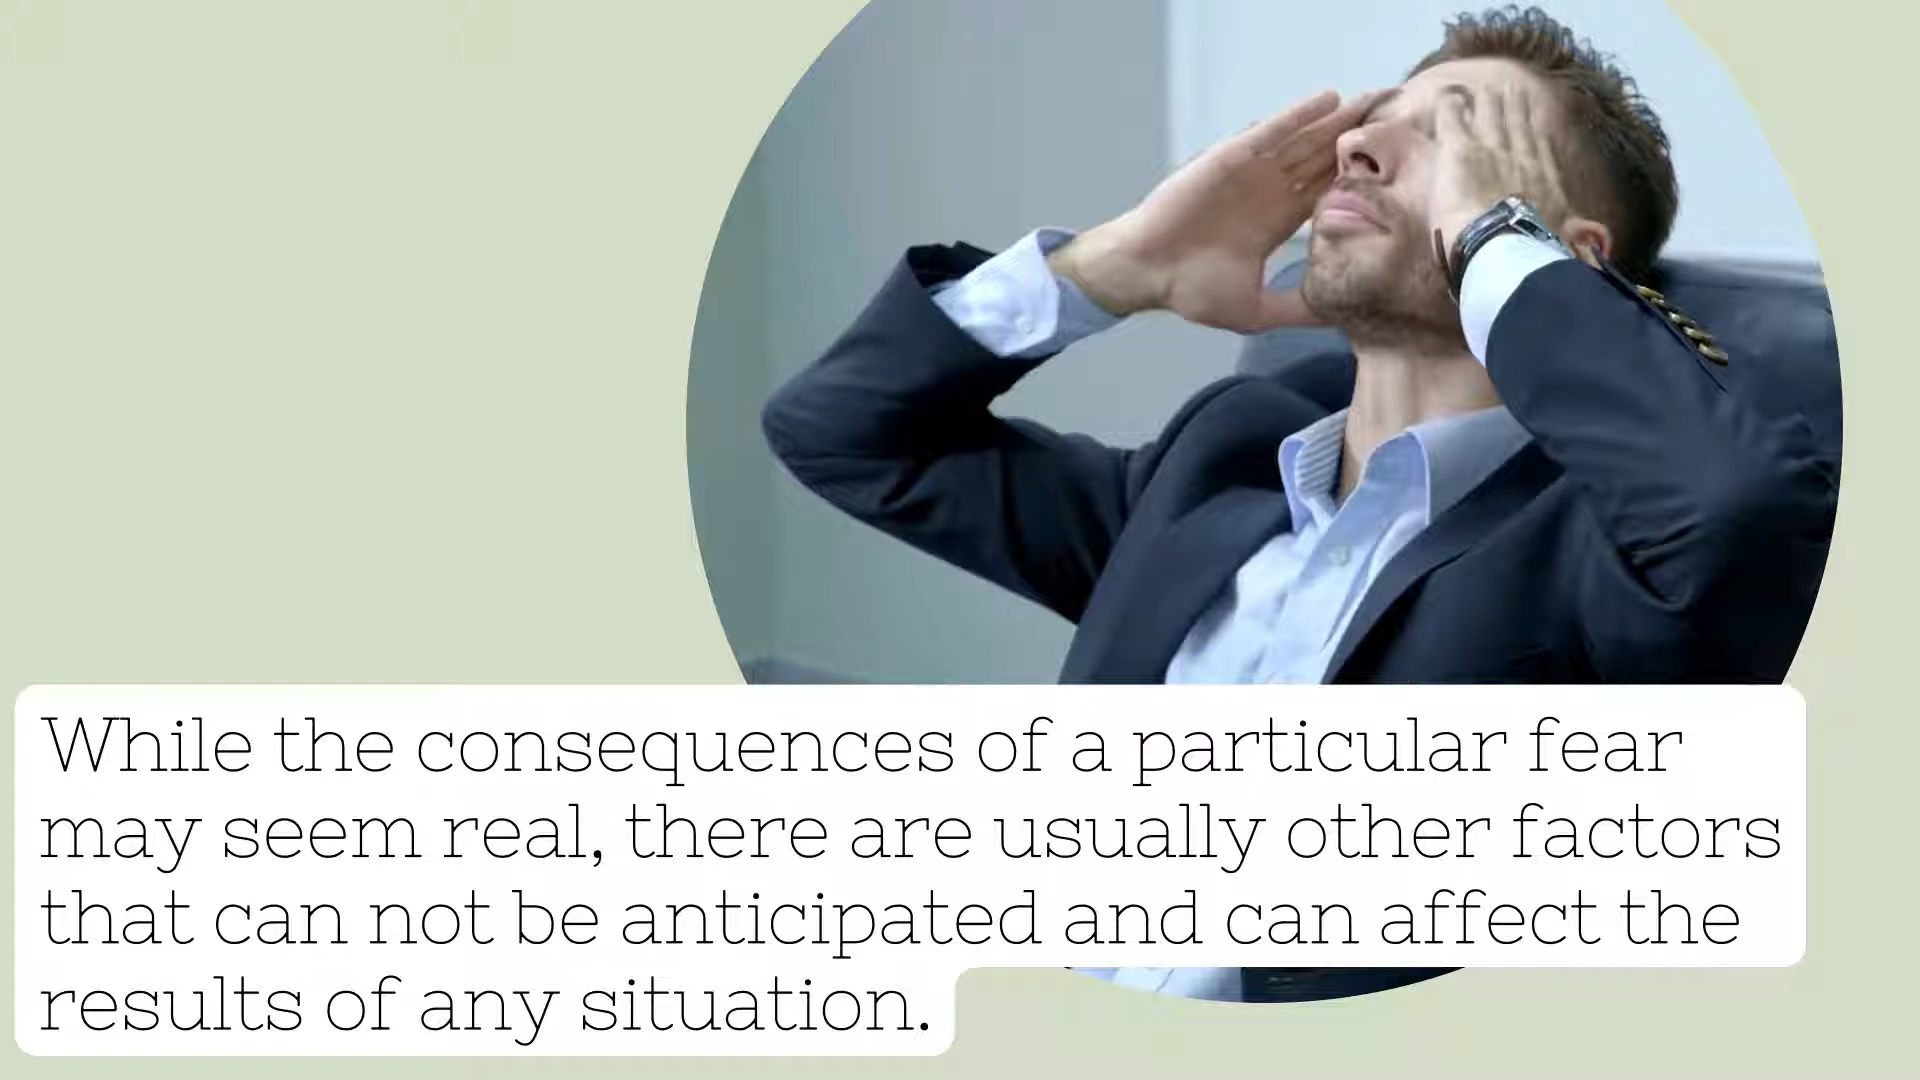 While the consequences of a particular fear
may seem real, there are usually other factors
that can not be anticipated and can affect the
results of any situation.